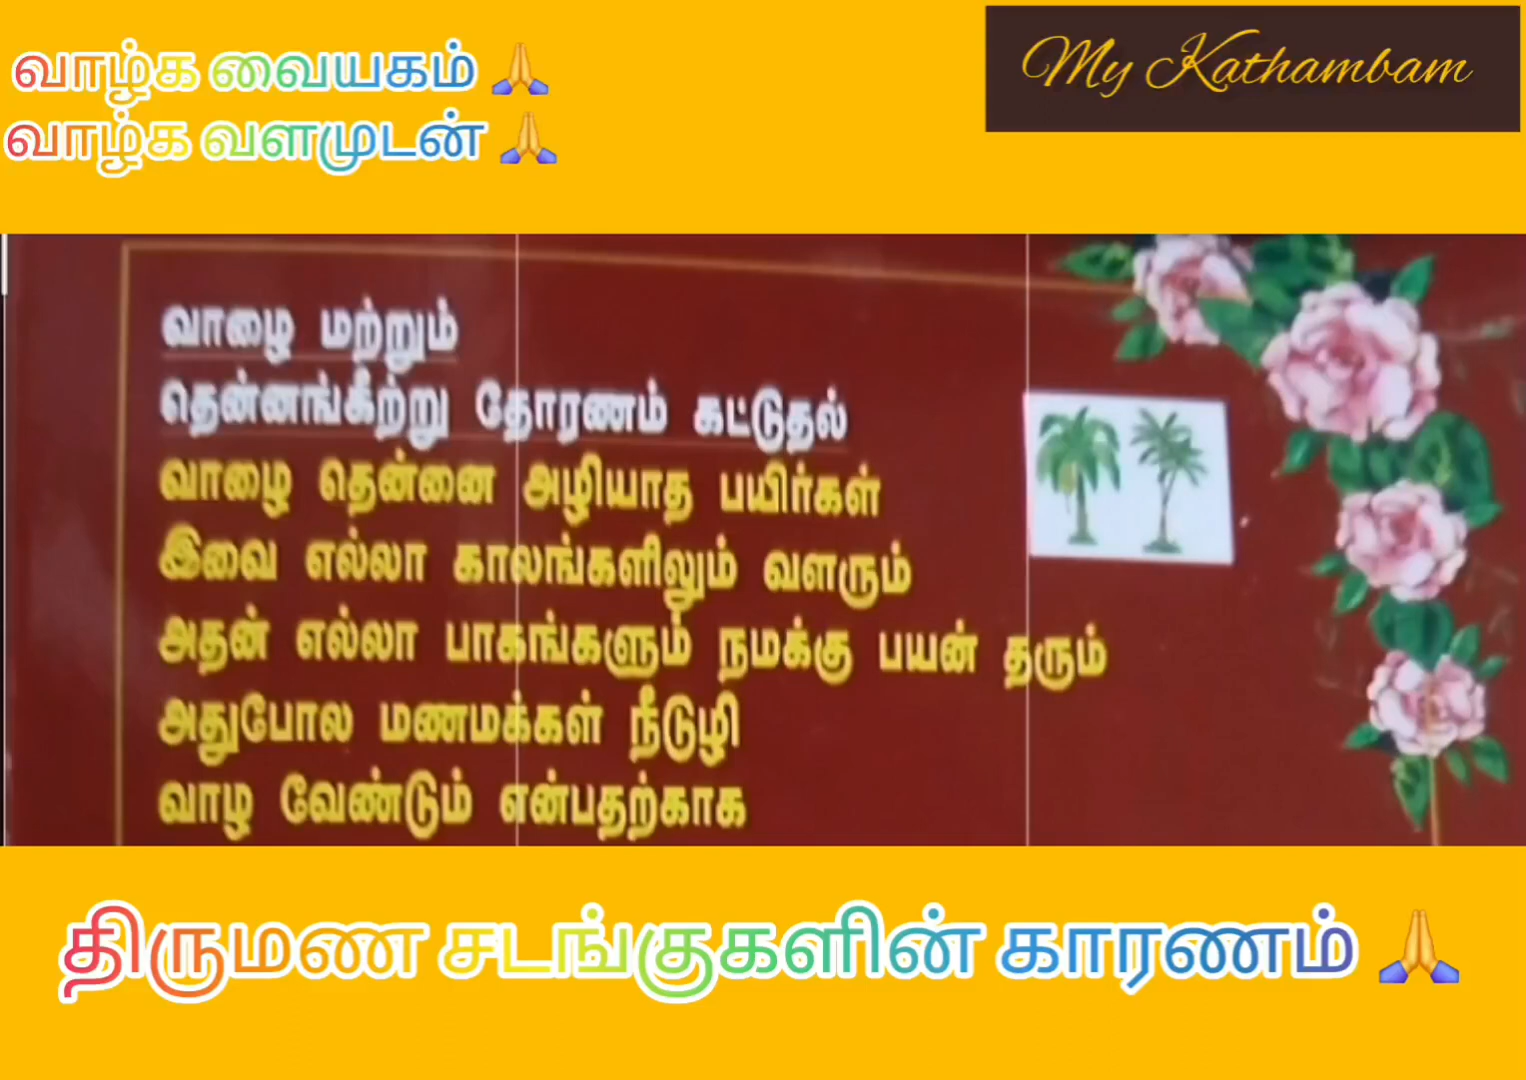 வாழ்க வையகம் 🙏
வாழ்க வளமுடன் 🙏
My Kathambam
வாழை மற்றும்
தென்னங்கீற்று தோரணம் கட்டுதல்
வாழை தென்னை அழியாத பயிர்கள்
இவை எல்லா காலங்களிலும் வளரும்
அதன் எல்லா பாகங்களும் நமக்கு பயன் தரும்
அதுபோல மணமக்கள் நீடுழி
வாழ வேண்டும் என்பதற்காக
திருமண சடங்குகளின் காரணம் 🙏